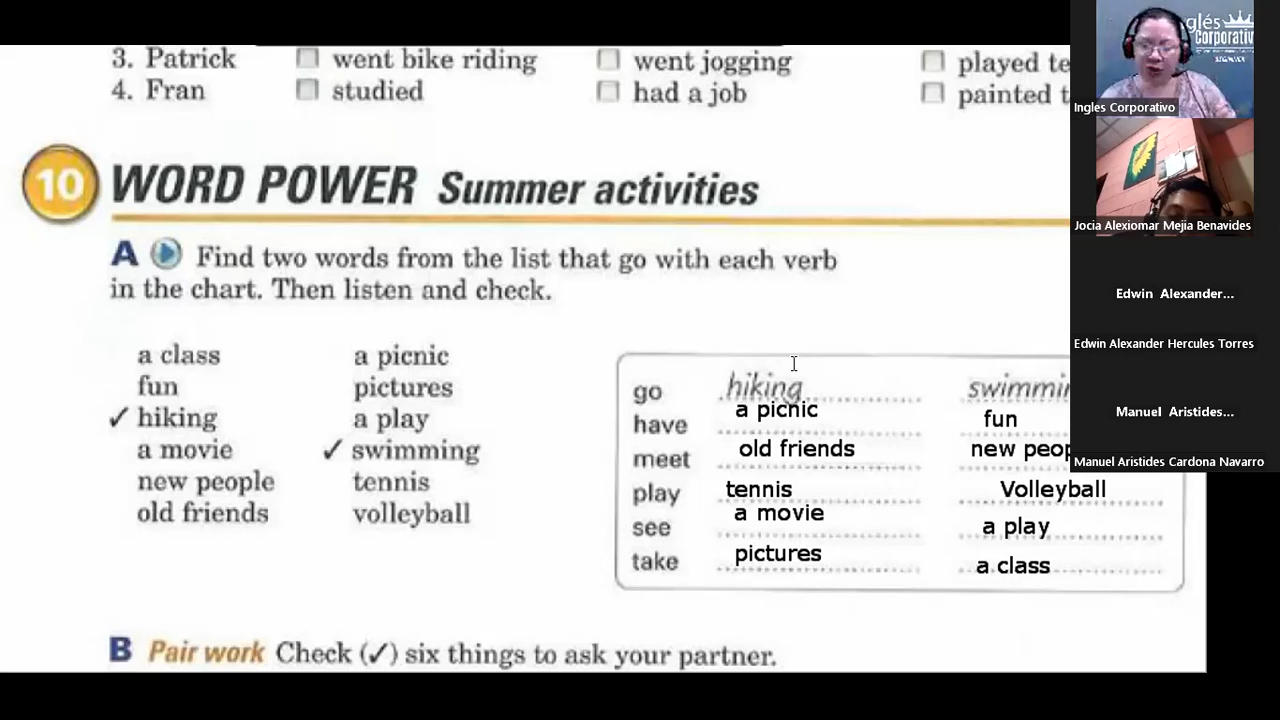 3. Patrick went bike riding went jogging played te
4. Fran studied had a job painted t
10 WORD POWER Summer activities
A Find two words from the list that go with each verb
in the chart. Then listen and check.
a class a picnic
fun pictures
✓ hiking a play
a movie ✓ swimming
new people tennis
old friends volleyball
go hiking swimmin
have a picnic fun
meet old friends new peop
play tennis Volleyball
see a movie a play
take pictures a class
B Pair work Check (✓) six things to ask your partner.
glés
Corporativ
Ingles Corporativo
Jocia Alexiomar Mejia Benavides
Edwin Alexander...
Edwin Alexander Hercules Torres
Manuel Aristides...
Manuel Aristides Cardona Navarro